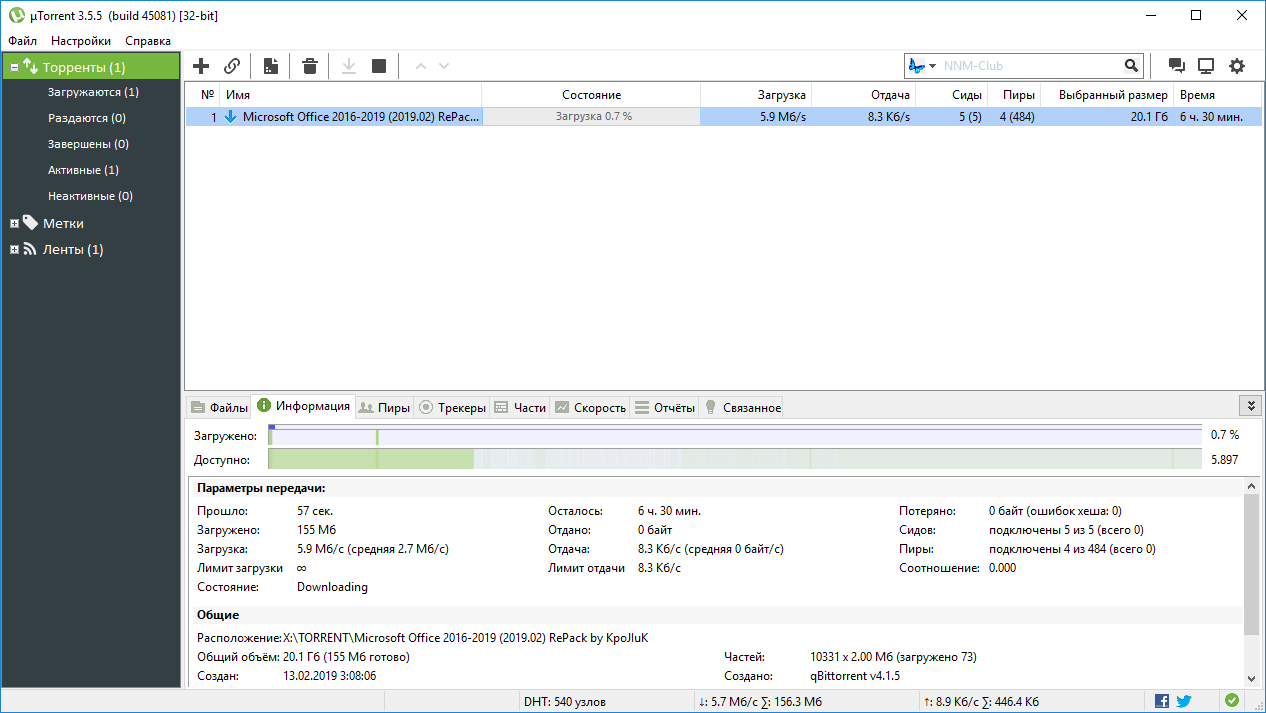 µTorrent 3.5.5 (build 45081) [32-bit]
Файл Настройки Справка
Торренты (1)
Загружаются (1)
Раздаются (0)
Завершены (0)
Активные (1)
Неактивные (0)
Метки
Ленты (1)
NNM-Club
№ Имя Состояние Загрузка Отдача Сиды Пиры Выбранный размер Время
1 Microsoft Office 2016-2019 (2019.02) RePac... Загрузка 0.7 % 5.9 Мб/s 8.3 Кб/s 5 (5) 4 (484) 20.1 Гб 6 ч. 30 мин.
Файлы Информация Пиры Трекеры Части Скорость Отчёты Связанное
Загружено: 0.7 %
Доступно: 5.897
Параметры передачи:
Прошло: 57 сек. Осталось: 6 ч. 30 мин. Потеряно: 0 байт (ошибок хеша: 0)
Загружено: 155 Мб Отдано: 0 байт Сидов: подключены 5 из 5 (всего 0)
Загрузка: 5.9 Мб/с (средняя 2.7 Мб/с) Отдача: 8.3 Кб/с (средняя 0 байт/с) Пиры: подключены 4 из 484 (всего 0)
Лимит загрузки ∞ Лимит отдачи 8.3 Кб/с Соотношение: 0.000
Состояние: Downloading
Общие
Расположение: X:\TORRENT\Microsoft Office 2016-2019 (2019.02) RePack by KpoJIuK
Общий объём: 20.1 Гб (155 Мб готово) Частей: 10331 x 2.00 Мб (загружено 73)
Создан: 13.02.2019 3:08:06 Создано: qBittorrent v4.1.5
DHT: 540 узлов ↓: 5.7 Мб/с ∑: 156.3 Мб ↑: 8.9 Кб/с ∑: 446.4 Кб